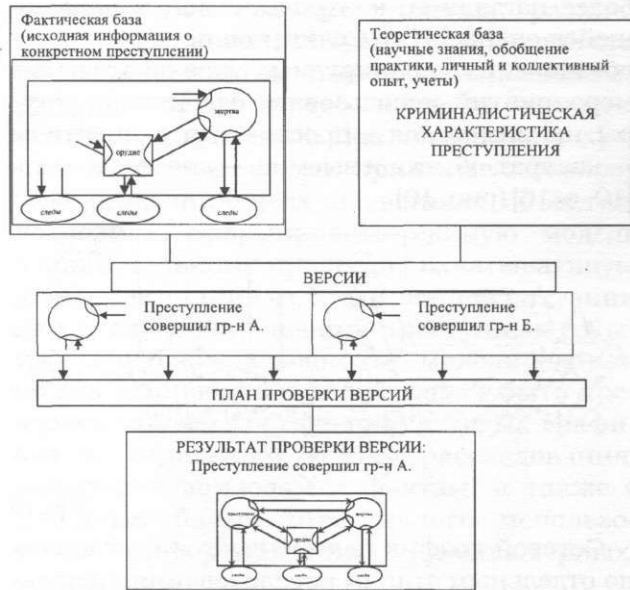 Фактическая база
(исходная информация о
конкретном преступлении)
жертва
орудие
следы
следы
следы
Теоретическая база
(научные знания, обобщение
практики, личный и коллективный
опыт, учеты)
КРИМИНАЛИСТИЧЕСКАЯ
ХАРАКТЕРИСТИКА
ПРЕСТУПЛЕНИЯ
ВЕРСИИ
Преступление
совершил гр-н А.
Преступление
совершил гр-н Б.
ПЛАН ПРОВЕРКИ ВЕРСИЙ
РЕЗУЛЬТАТ ПРОВЕРКИ ВЕРСИИ:
Преступление совершил гр-н А.
жертва
орудие
следы
следы
следы